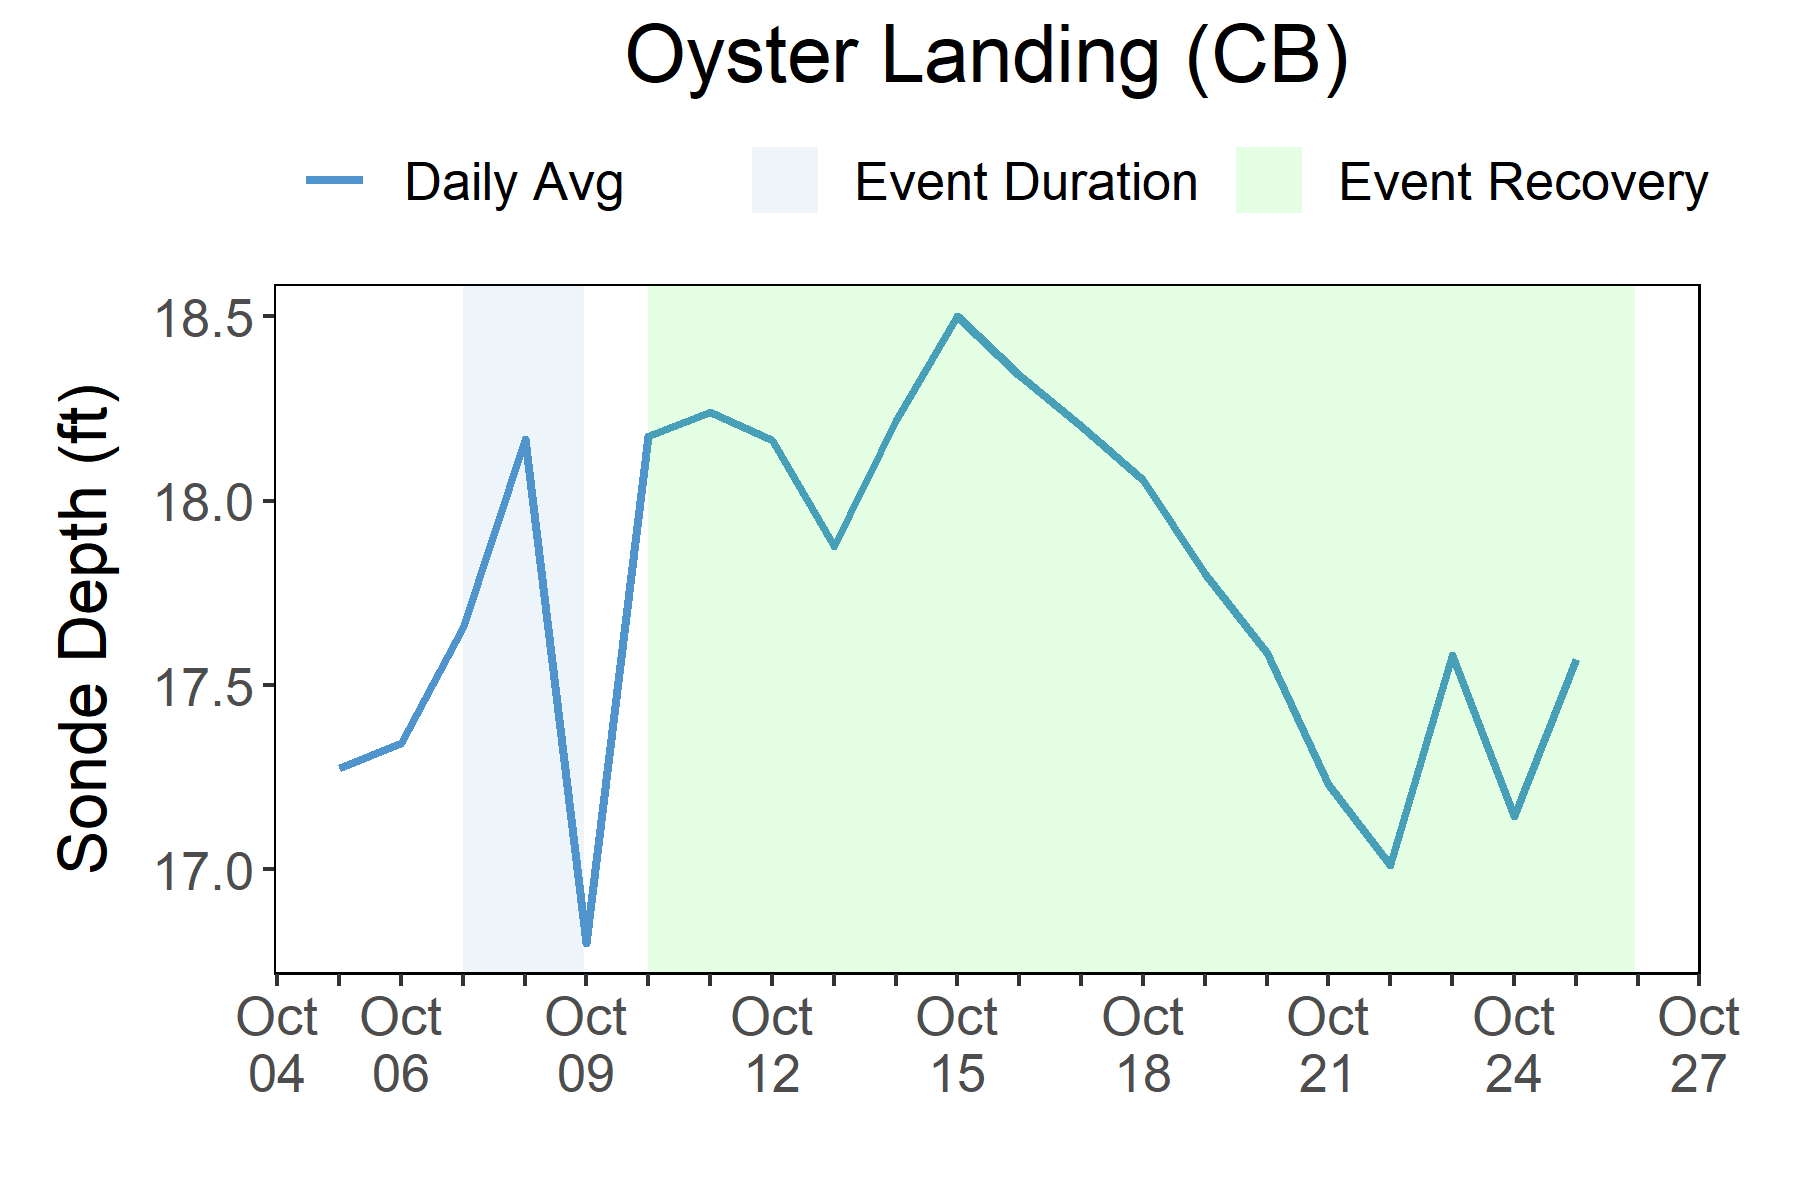 Oyster Landing (CB)
Daily Avg Event Duration Event Recovery
Sonde Depth (ft)
18.5
18.0
17.5
17.0
Oct Oct Oct Oct Oct Oct Oct Oct Oct
04 06 09 12 15 18 21 24 27